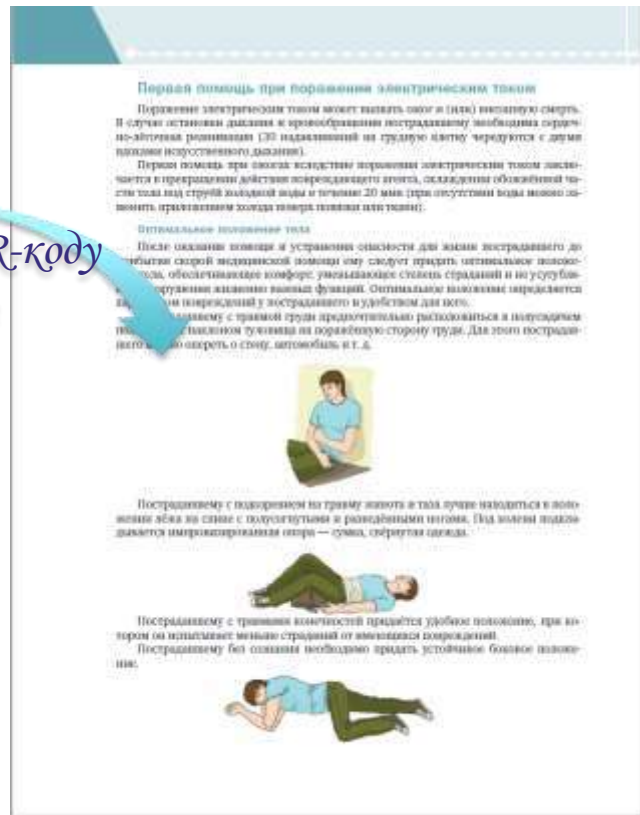 Первая помощь при поражении электрическим током
Поражение электрическим током может вызвать ожог и (или) внезапную смерть.
В случае остановки дыхания и кровообращения пострадавшему необходима сердеч-
но-лёгочная реанимация (30 надавливаний на грудную клетку чередуются с двумя
вдохами искусственного дыхания).
Первая помощь при ожогах вследствие поражения электрическим током заклю-
чается в прекращении действия повреждающего агента, охлаждении обожжённой ча-
сти тела под струёй холодной воды в течение 20 мин (при отсутствии воды можно за-
менить приложением холода поверх повязки или ткани).
Оптимальное положение тела
После оказания помощи и устранения опасности для жизни пострадавшего до
прибытия скорой медицинской помощи ему следует придать оптимальное положе-
тела, обеспечивающее комфорт, уменьшающее степень страданий и не усугубля-
нарушения жизненно важных функций. Оптимальное положение определяется
повреждений у пострадавшего и удобством для него.
с травмой груди предпочтительно расположиться в полусидячем
наклоном туловища на поражённую сторону груди. Для этого пострадав-
опереть о стену, автомобиль и т. д.
R-коду
Пострадавшему с подозрением на травму живота и таза лучше находиться в поло-
жении лёжа на спине с полусогнутыми и разведёнными ногами. Под колени подкла-
дывается импровизированная опора — сумка, свёрнутая одежда.
Пострадавшему с травмами конечностей придаётся удобное положение, при ко-
тором он испытывает меньше страданий от имеющихся повреждений.
Пострадавшему без сознания необходимо придать устойчивое боковое положе-
ние.